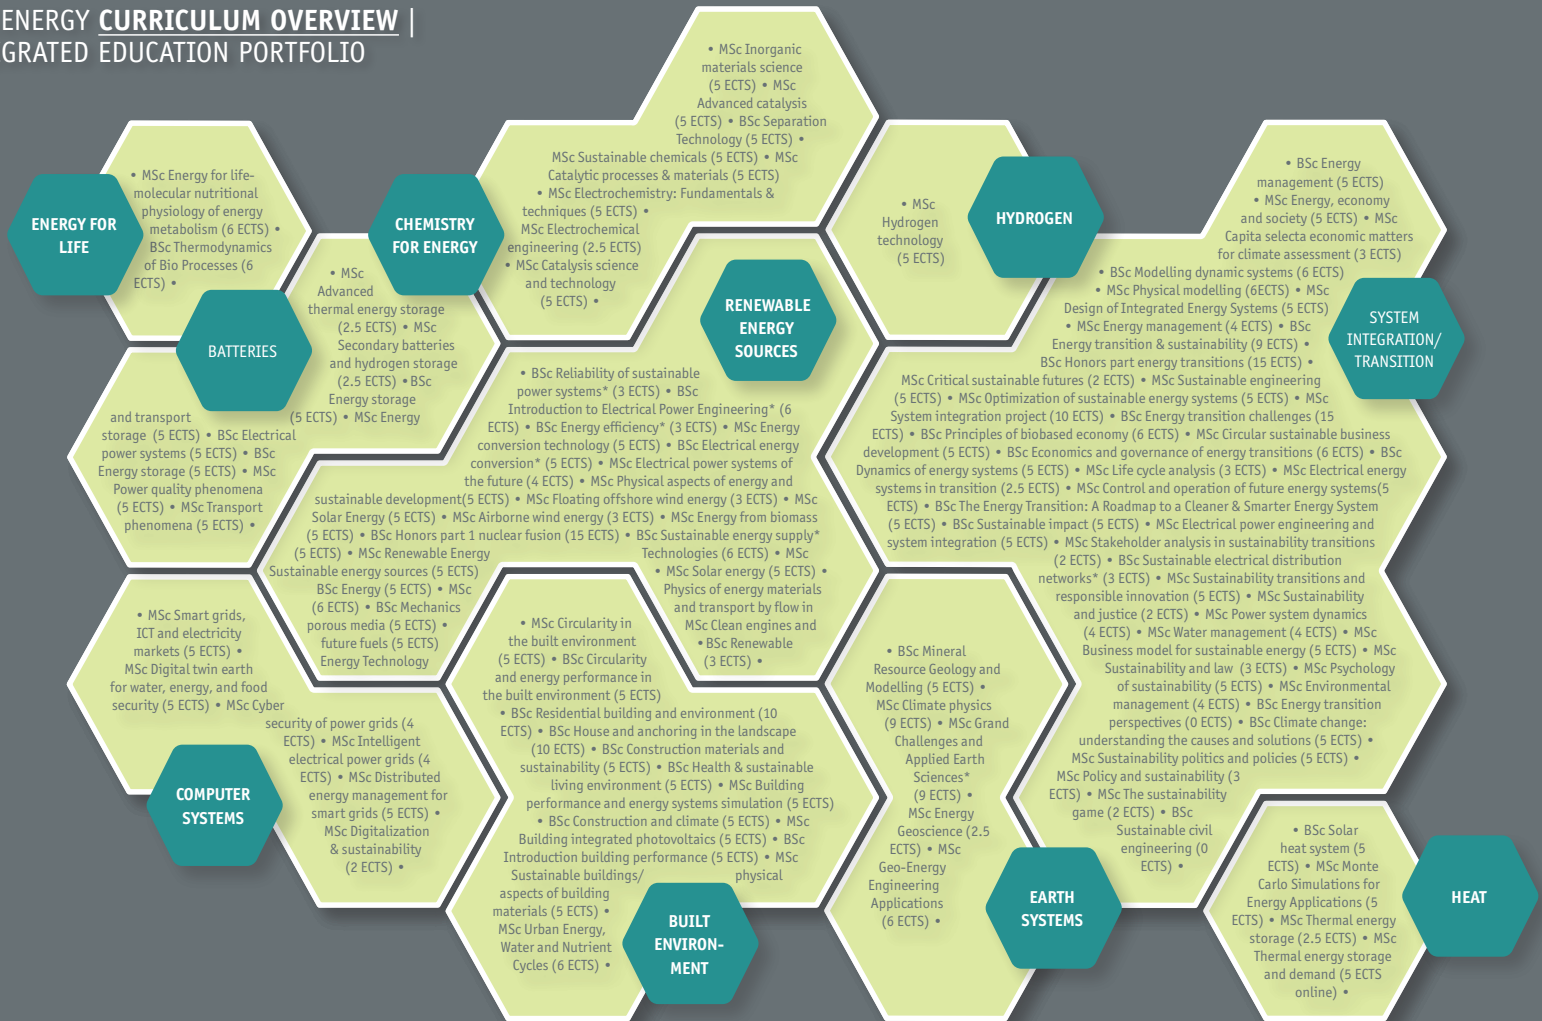 ENERGY CURRICULUM OVERVIEW |
GRATED EDUCATION PORTFOLIO
ENERGY FOR
LIFE
• MSc Energy for life-
molecular nutritional
physiology of energy
metabolism (6 ECTS) •
BSc Thermodynamics
of Bio Processes (6
ECTS) •
BATTERIES
• MSc
Advanced
thermal energy storage
(2.5 ECTS) • MSc
Secondary batteries
and hydrogen storage
(2.5 ECTS) •BSc
Energy storage
(5 ECTS) • MSc Energy
and transport
storage (5 ECTS) • BSc Electrical
power systems (5 ECTS) • BSc
Energy storage (5 ECTS) • MSc
Power quality phenomena
(5 ECTS) • MSc Transport
phenomena (5 ECTS) •
CHEMISTRY
FOR ENERGY
• MSc Inorganic
materials science
(5 ECTS) • MSc
Advanced catalysis
(5 ECTS) • BSc Separation
Technology (5 ECTS) •
MSc Sustainable chemicals (5 ECTS) • MSc
Catalytic processes & materials (5 ECTS)
• MSc Electrochemistry: Fundamentals &
techniques (5 ECTS) •
MSc Electrochemical
engineering (2.5 ECTS)
• MSc Catalysis science
and technology
(5 ECTS) •
HYDROGEN
• MSc
Hydrogen
technology
(5 ECTS)
RENEWABLE
ENERGY
SOURCES
• BSc Reliability of sustainable
power systems* (3 ECTS) • BSc
Introduction to Electrical Power Engineering* (6
ECTS) • BSc Energy efficiency* (3 ECTS) • MSc Energy
conversion technology (5 ECTS) • BSc Electrical energy
conversion* (5 ECTS) • MSc Electrical power systems of
the future (4 ECTS) • MSc Physical aspects of energy and
sustainable development(5 ECTS) • MSc Floating offshore wind energy (3 ECTS) • MSc
Solar Energy (5 ECTS) • MSc Airborne wind energy (3 ECTS) • MSc Energy from biomass
(5 ECTS) • BSc Honors part 1 nuclear fusion (15 ECTS) • BSc Sustainable energy supply*
(5 ECTS) • MSc Renewable Energy Technologies (6 ECTS) • MSc
Sustainable energy sources (5 ECTS) • MSc Solar energy (5 ECTS) •
BSc Energy (5 ECTS) • MSc Physics of energy materials
(6 ECTS) • BSc Mechanics and transport by flow in
porous media (5 ECTS) • MSc Clean engines and
future fuels (5 ECTS) •BSc Renewable
Energy Technology (3 ECTS) •
SYSTEM
INTEGRATION/
TRANSITION
• BSc Energy
management (5 ECTS)
• MSc Energy, economy
and society (5 ECTS) • MSc
Capita selecta economic matters
for climate assessment (3 ECTS)
• BSc Modelling dynamic systems (6 ECTS)
• MSc Physical modelling (6ECTS) • MSc
Design of Integrated Energy Systems (5 ECTS)
• MSc Energy management (4 ECTS) • BSc
Energy transition & sustainability (9 ECTS) •
BSc Honors part energy transitions (15 ECTS) •
MSc Critical sustainable futures (2 ECTS) • MSc Sustainable engineering
(5 ECTS) • MSc Optimization of sustainable energy systems (5 ECTS) • MSc
System integration project (10 ECTS) • BSc Energy transition challenges (15
ECTS) • BSc Principles of biobased economy (6 ECTS) • MSc Circular sustainable business
development (5 ECTS) • BSc Economics and governance of energy transitions (6 ECTS) • BSc
Dynamics of energy systems (5 ECTS) • MSc Life cycle analysis (3 ECTS) • MSc Electrical energy
systems in transition (2.5 ECTS) • MSc Control and operation of future energy systems(5
ECTS) • BSc The Energy Transition: A Roadmap to a Cleaner & Smarter Energy System
(5 ECTS) • BSc Sustainable impact (5 ECTS) • MSc Electrical power engineering and
system integration (5 ECTS) • MSc Stakeholder analysis in sustainability transitions
(2 ECTS) • BSc Sustainable electrical distribution
networks* (3 ECTS) • MSc Sustainability transitions and
responsible innovation (5 ECTS) • MSc Sustainability
and justice (2 ECTS) • MSc Power system dynamics
(4 ECTS) • MSc Water management (4 ECTS) • MSc
Business model for sustainable energy (5 ECTS) • MSc
Sustainability and law (3 ECTS) • MSc Psychology
of sustainability (5 ECTS) • MSc Environmental
management (4 ECTS) • BSc Energy transition
perspectives (0 ECTS) • BSc Climate change:
understanding the causes and solutions (5 ECTS) •
MSc Sustainability politics and policies (5 ECTS) •
MSc Policy and sustainability (3
ECTS) • MSc The sustainability
game (2 ECTS) • BSc
Sustainable civil
engineering (0
ECTS) •
COMPUTER
SYSTEMS
• MSc Smart grids,
ICT and electricity
markets (5 ECTS) •
MSc Digital twin earth
for water, energy, and food
security (5 ECTS) • MSc Cyber
security of power grids (4
ECTS) • MSc Intelligent
electrical power grids (4
ECTS) • MSc Distributed
energy management for
smart grids (5 ECTS) •
MSc Digitalization
& sustainability
(2 ECTS) •
BUILT
ENVIRON-
MENT
• MSc Circularity in
the built environment
(5 ECTS) • BSc Circularity
and energy performance in
the built environment (5 ECTS)
• BSc Residential building and environment (10
ECTS) • BSc House and anchoring in the landscape
(10 ECTS) • BSc Construction materials and
sustainability (5 ECTS) • BSc Health & sustainable
living environment (5 ECTS) • MSc Building
performance and energy systems simulation (5 ECTS)
• BSc Construction and climate (5 ECTS) • MSc
Building integrated photovoltaics (5 ECTS) • BSc
Introduction building performance (5 ECTS) • MSc
Sustainable buildings/ physical
aspects of building
materials (5 ECTS) •
MSc Urban Energy,
Water and Nutrient
Cycles (6 ECTS) •
EARTH
SYSTEMS
• BSc Mineral
Resource Geology and
Modelling (5 ECTS) •
MSc Climate physics
(9 ECTS) • MSc Grand
Challenges and
Applied Earth
Sciences*
(9 ECTS) •
MSc Energy
Geoscience (2.5
ECTS) • MSc
Geo-Energy
Engineering
Applications
(6 ECTS) •
HEAT
• BSc Solar
heat system (5
ECTS) • MSc Monte
Carlo Simulations for
Energy Applications (5
ECTS) • MSc Thermal energy
storage (2.5 ECTS) • MSc
Thermal energy storage
and demand (5 ECTS
online) •